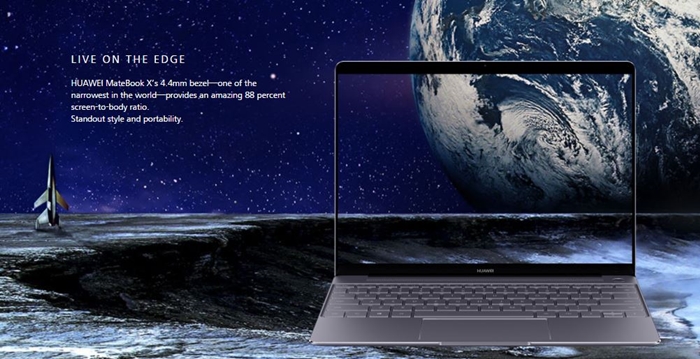 LIVE ON THE EDGE
HUAWEI MateBook X's 4.4mm bezel—one of the
narrowest in the world—provides an amazing 88 percent
screen-to-body ratio.
Standout style and portability.
HUAWEI